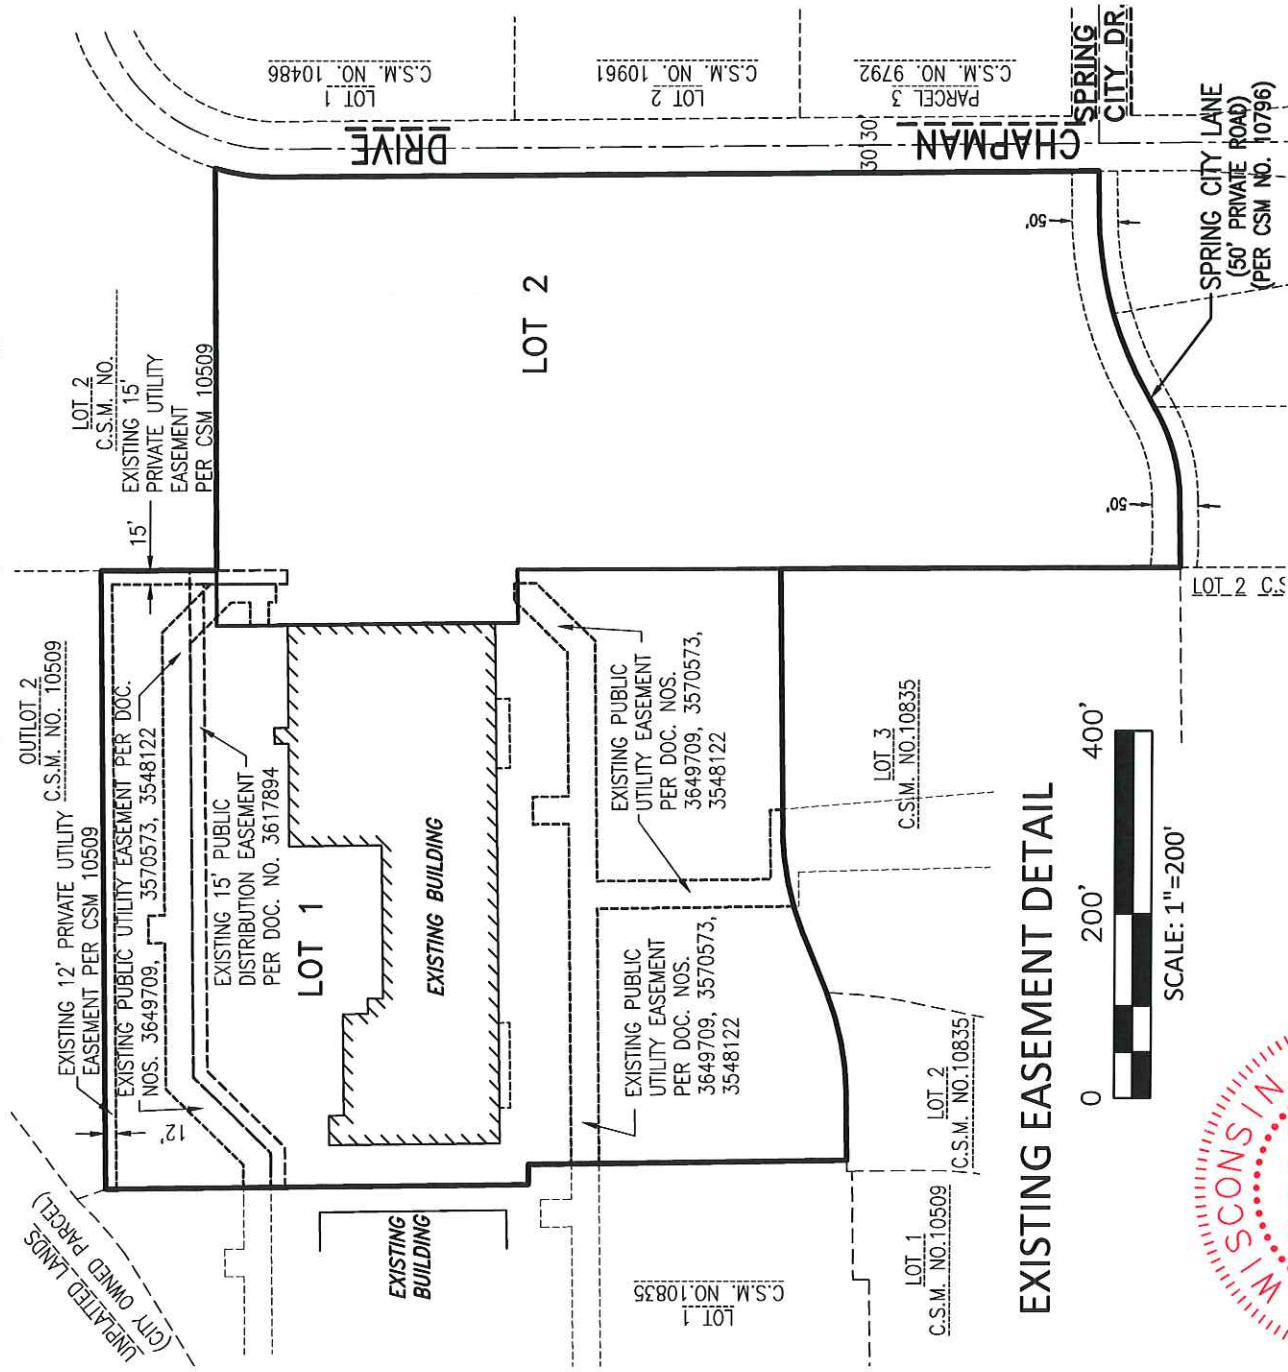 UNPLATTED LANDS
(CITY OWNED PARCEL)
OUTLOT 2
C.S.M. NO. 10509
EXISTING 12' PRIVATE UTILITY
EASEMENT PER CSM 10509
EXISTING PUBLIC UTILITY EASEMENT PER DOC.
NOS. 3649709, 3570573, 3548122
12'
EXISTING 15' PUBLIC
DISTRIBUTION EASEMENT
PER DOC. NO. 3617894
LOT 1
EXISTING BUILDING
EXISTING
BUILDING
LOT 2
C.S.M. NO.
EXISTING 15'
PRIVATE UTILITY
EASEMENT
PER CSM 10509
15'
LOT 2
LOT 1
C.S.M. NO. 10486
LOT 2
C.S.M. NO. 10961
PARCEL 3
C.S.M. NO. 9792
CHAPMAN
DRIVE
30'
30'
SPRING
CITY DR.
SPRING CITY LANE
(50' PRIVATE ROAD)
(PER CSM NO. 10796)
50'
50'
EXISTING PUBLIC
UTILITY EASEMENT
PER DOC. NOS.
3649709, 3570573,
3548122
EXISTING PUBLIC
UTILITY EASEMENT
PER DOC. NOS.
3649709, 3570573,
3548122
LOT 1
C.S.M. NO.10835
LOT 1
C.S.M. NO.10509
LOT 2
C.S.M. NO.10835
LOT 3
C.S.M. NO.10835
LOT 2
EXISTING EASEMENT DETAIL
0
200'
400'
SCALE: 1"=200'
WISCONSIN